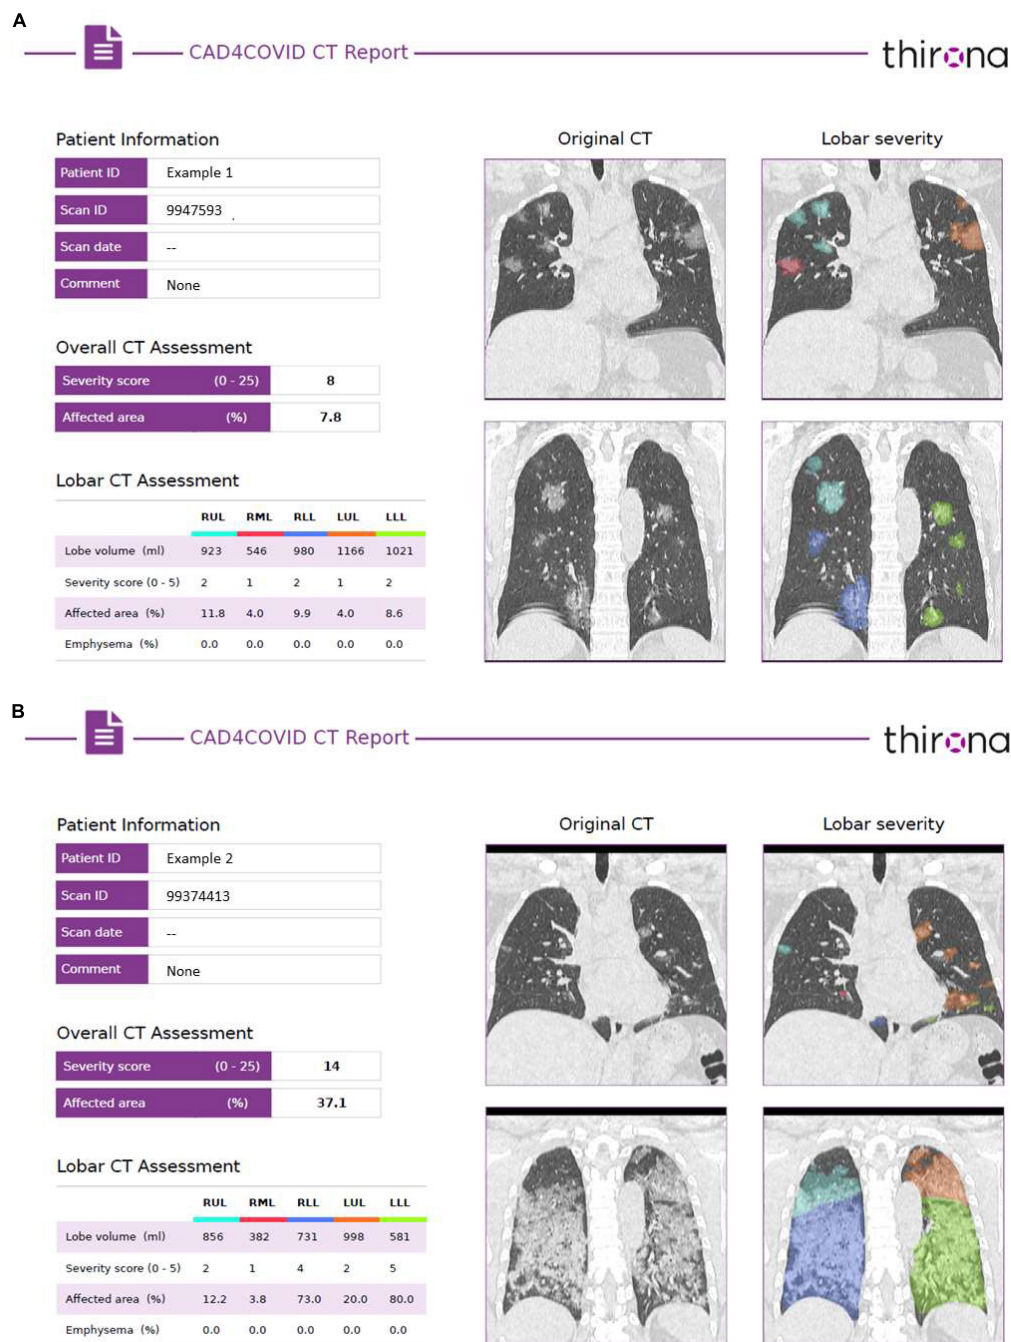 A
CAD4COVID CT Report
thirona
Patient Information
Patient ID Example 1
Scan ID 9947593 .
Scan date --
Comment None
Overall CT Assessment
Severity score (0 - 25) 8
Affected area (%) 7.8
Lobar CT Assessment
RUL RML RLL LUL LLL
Lobe volume (ml) 923 546 980 1166 1021
Severity score (0 - 5) 2 1 2 1 2
Affected area (%) 11.8 4.0 9.9 4.0 8.6
Emphysema (%) 0.0 0.0 0.0 0.0 0.0
Original CT Lobar severity
B
CAD4COVID CT Report
thirona
Patient Information
Patient ID Example 2
Scan ID 99374413
Scan date --
Comment None
Overall CT Assessment
Severity score (0 - 25) 14
Affected area (%) 37.1
Lobar CT Assessment
RUL RML RLL LUL LLL
Lobe volume (ml) 856 382 731 998 581
Severity score (0 - 5) 2 1 4 2 5
Affected area (%) 12.2 3.8 73.0 20.0 80.0
Emphysema (%) 0.0 0.0 0.0 0.0 0.0
Original CT Lobar severity